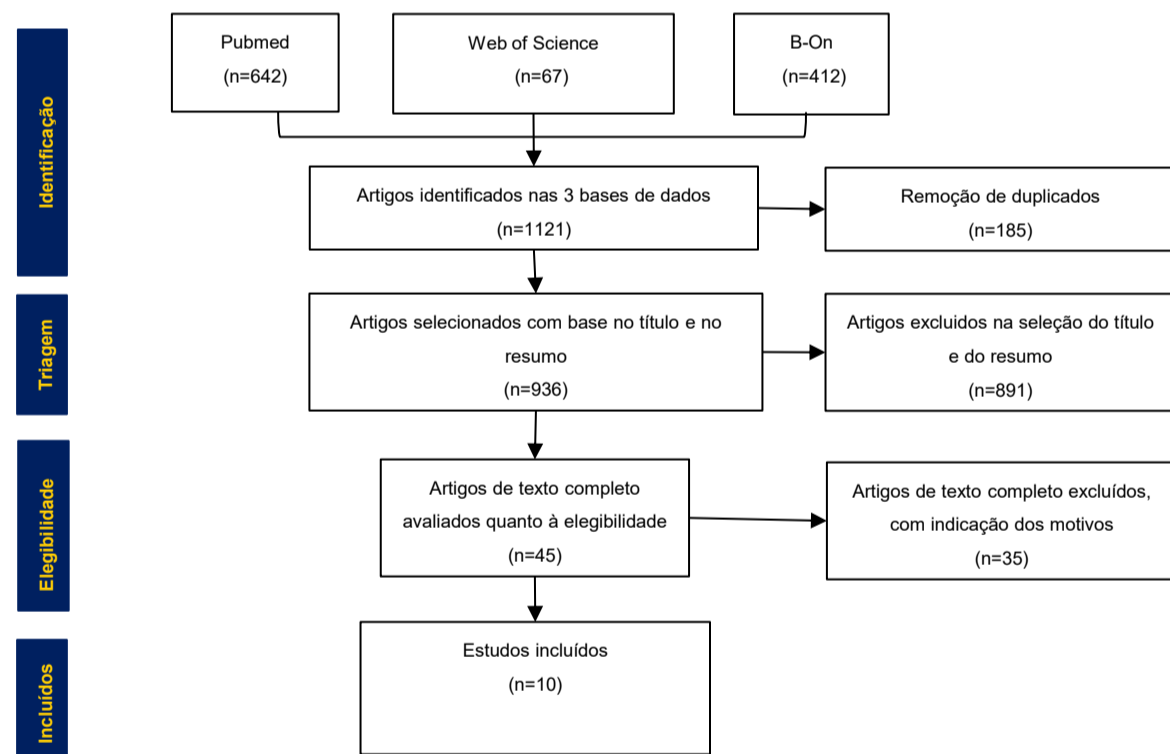 Identificação
Pubmed
(n=642)
Web of Science
(n=67)
B-On
(n=412)
Artigos identificados nas 3 bases de dados
(n=1121)
Remoção de duplicados
(n=185)
Triagem
Artigos selecionados com base no título e no
resumo
(n=936)
Artigos excluidos na seleção do título
e do resumo
(n=891)
Elegibilidade
Artigos de texto completo
avaliados quanto à elegibilidade
(n=45)
Artigos de texto completo excluídos,
com indicação dos motivos
(n=35)
Incluídos
Estudos incluídos
(n=10)